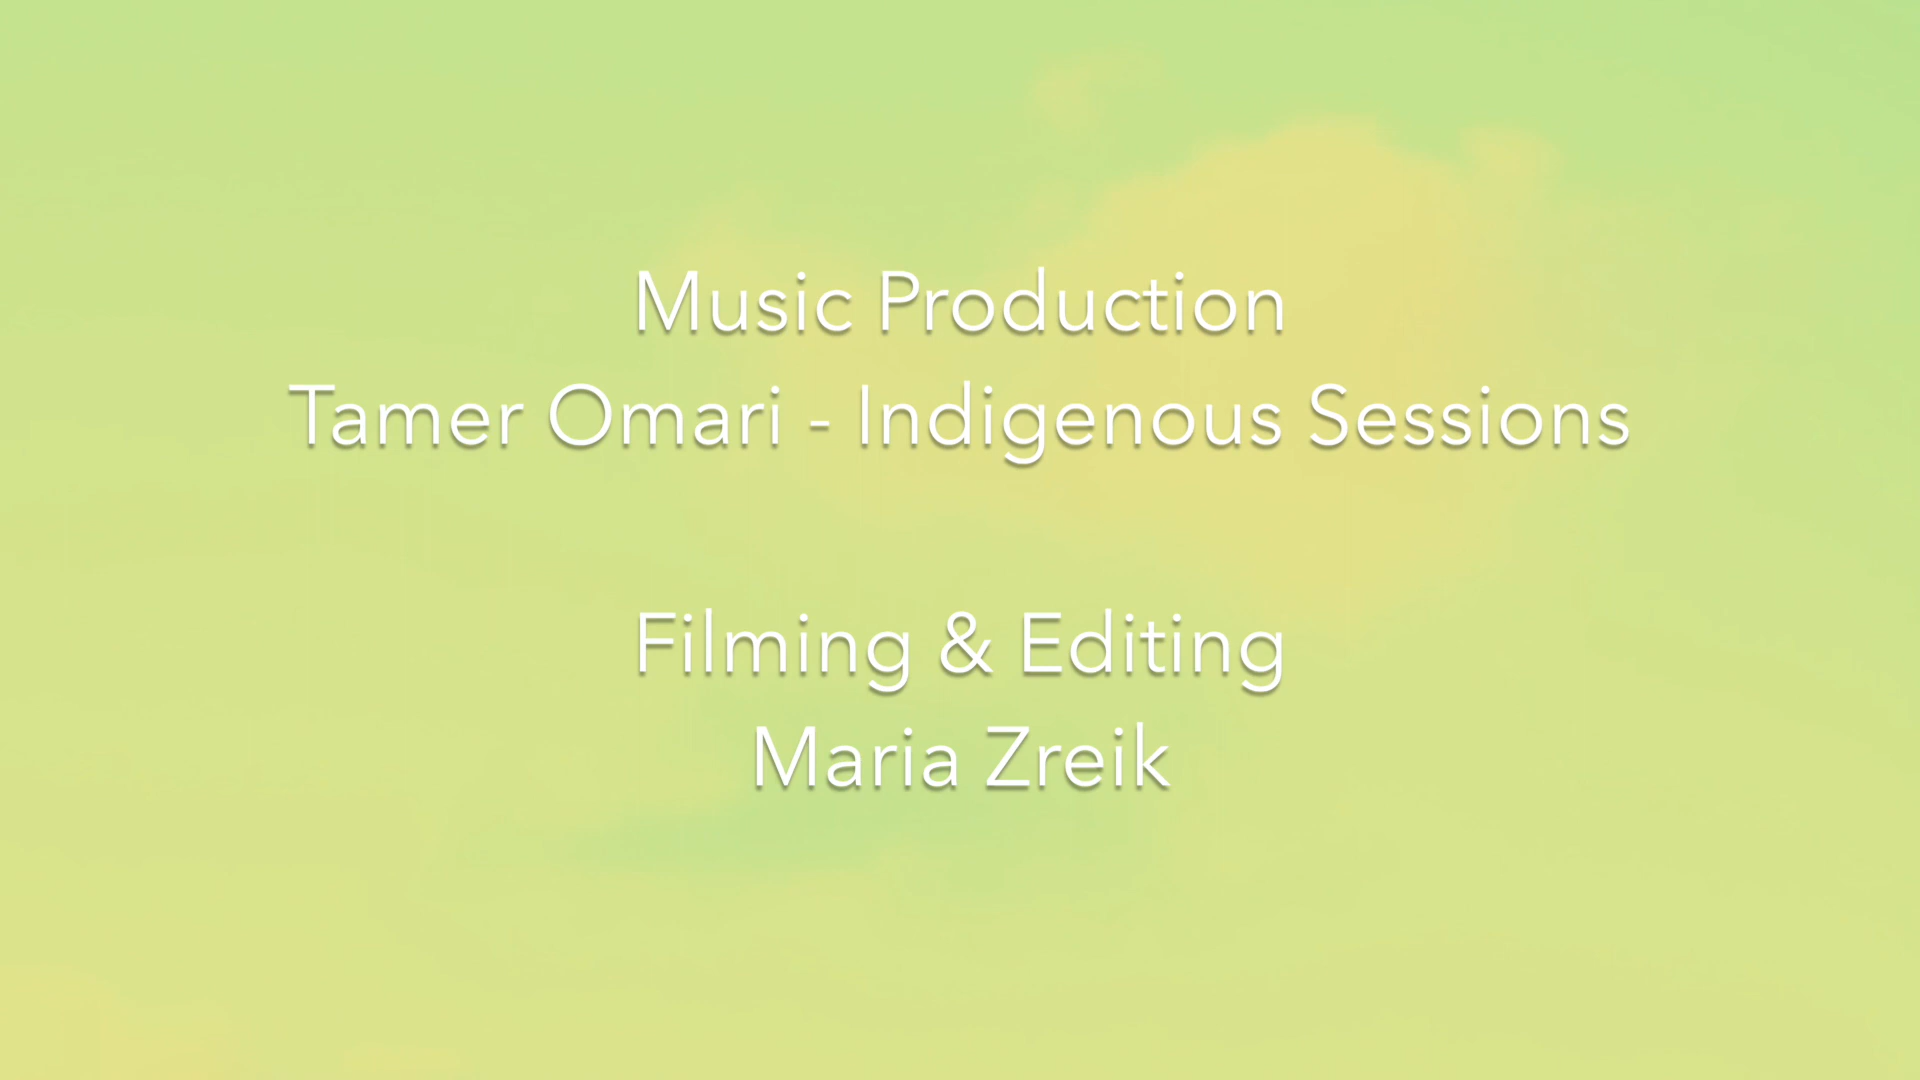 Music Production
Tamer Omari - Indigenous Sessions
Filming & Editing
Maria Zreik